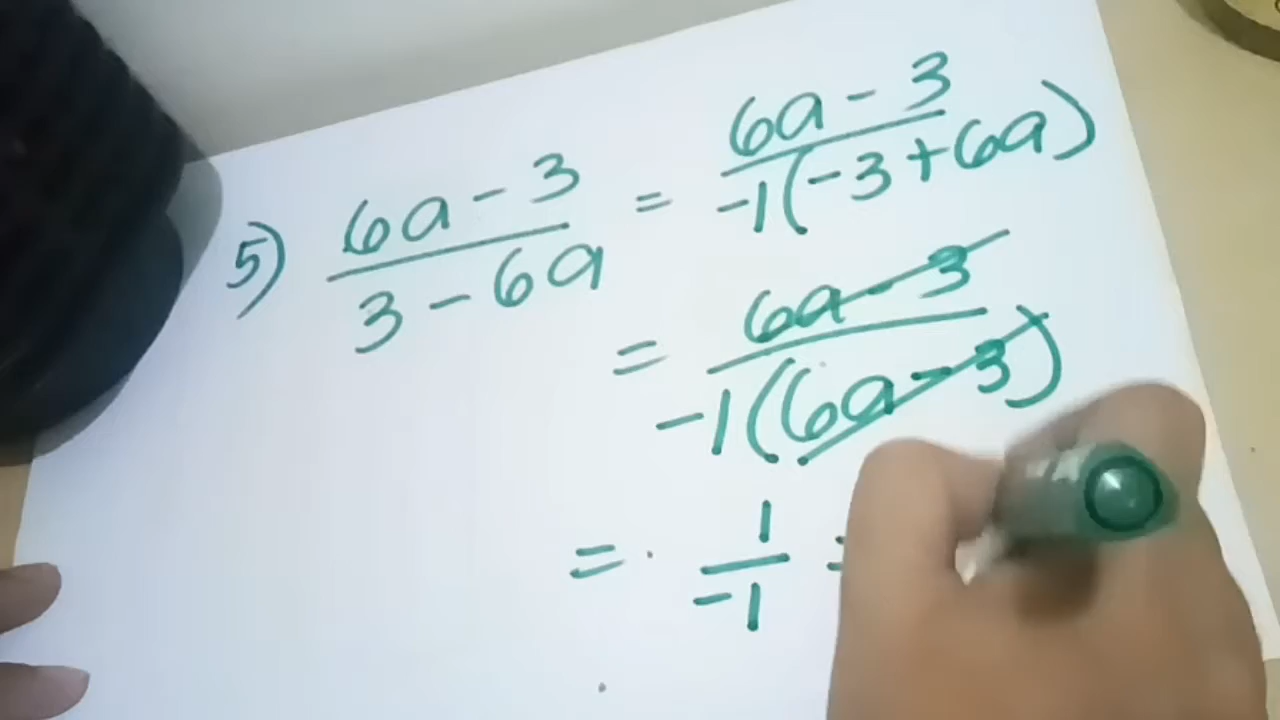 5) (6a - 3)/(3 - 6a) = (6a - 3)/(-1(-3 + 6a))
= (6a - 3)/(-1(6a - 3))
= 1/-1 =